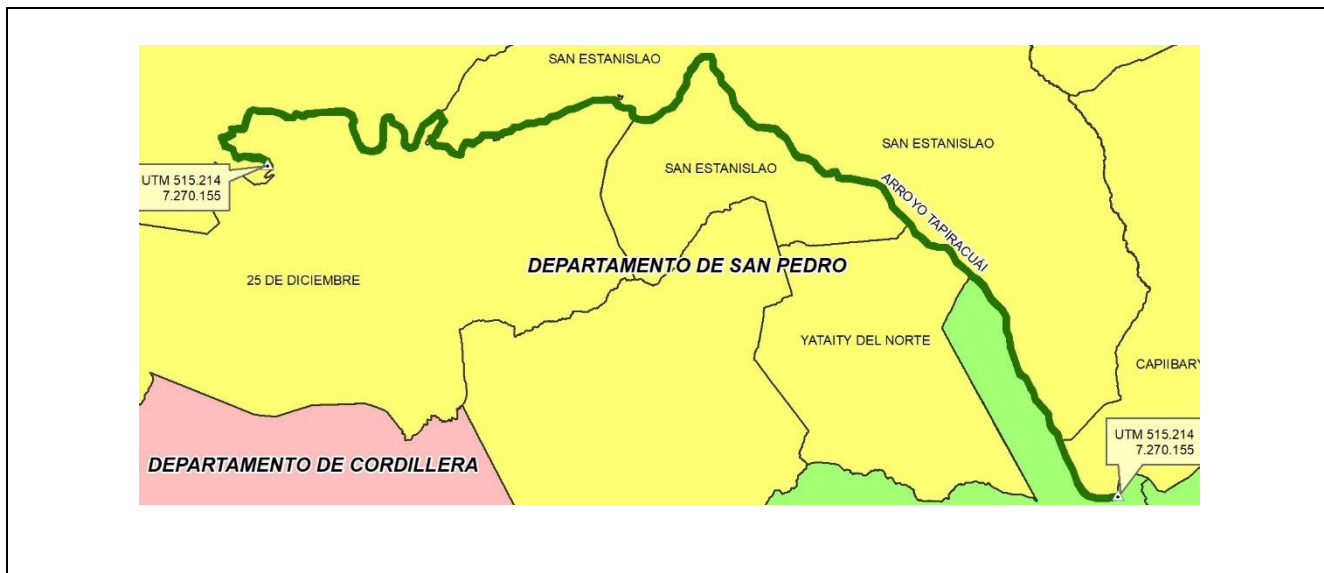 SAN ESTANISLAO
SAN ESTANISLAO
SAN ESTANISLAO
UTM 515.214
7.270.155
ARROYO TAPIRACUÁI
DEPARTAMENTO DE SAN PEDRO
25 DE DICIEMBRE
YATAITY DEL NORTE
CAPIIBARY
UTM 515.214
7.270.155
DEPARTAMENTO DE CORDILLERA